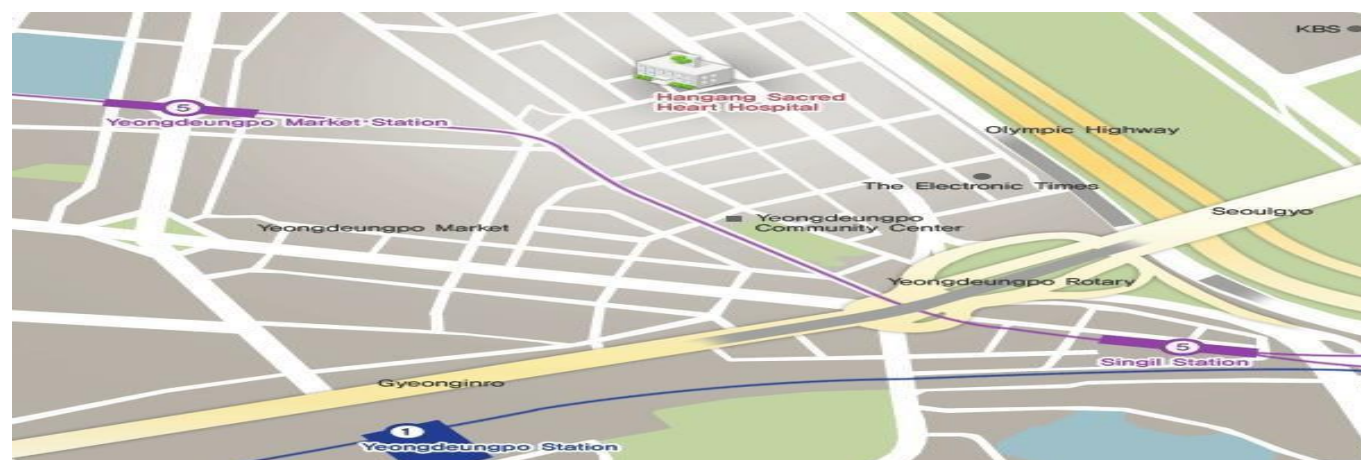 KBS
Hangang Sacred
Heart Hospital
5
Yeongdeungpo Market·Station
Olympic Highway
The Electronic Times
Seoulgyo
Yeongdeungpo
Community Center
Yeongdeungpo Market
Yeongdeungpo Rotary
5
Singil Station
Gyeonginro
1
Yeongdeungpo Station